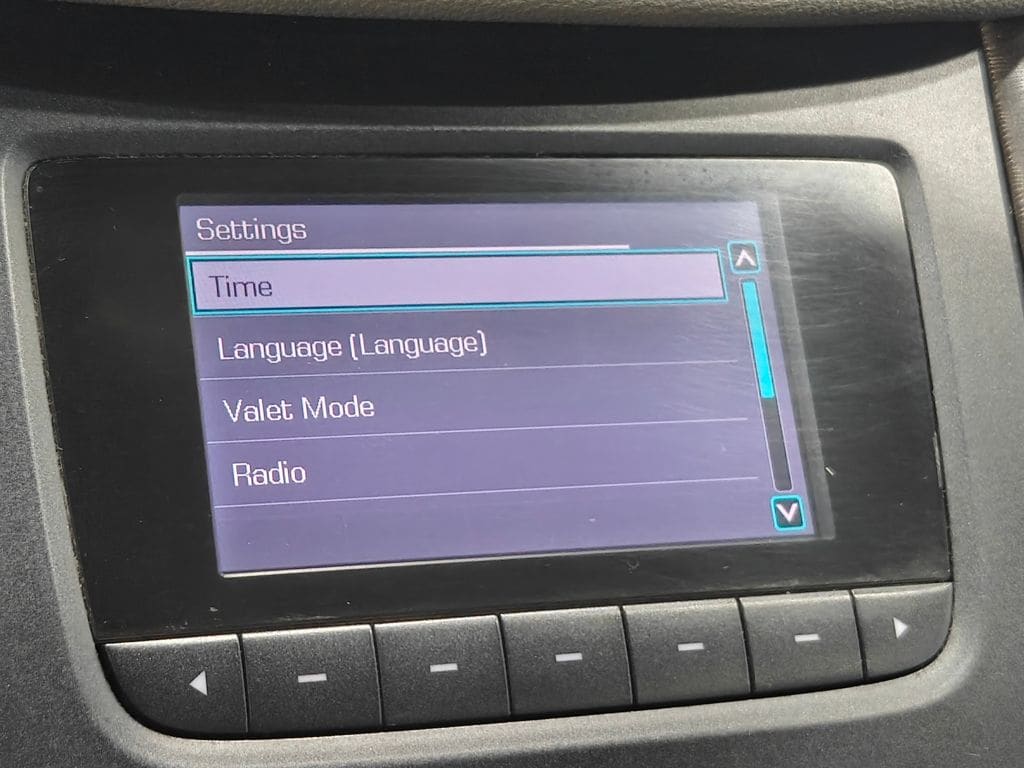 Settings
Time
Language (Language)
Valet Mode
Radio